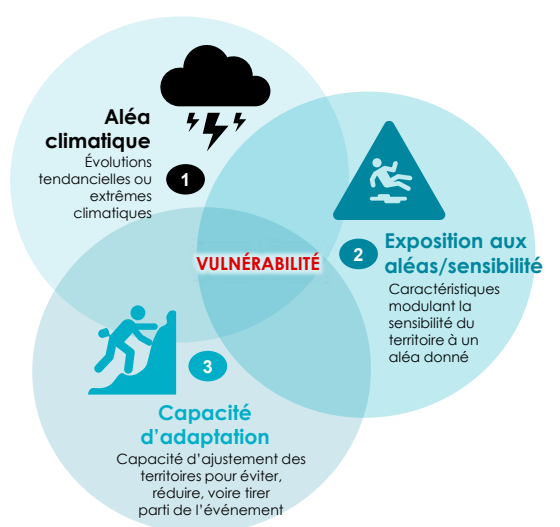 Aléa
climatique
Évolutions
tendancielles ou
extrêmes
climatiques
1
VULNÉRABILITÉ
2
Exposition aux
aléas/sensibilité
Caractéristiques
modulant la
sensibilité du
territoire à un
aléa donné
3
Capacité
d’adaptation
Capacité d’ajustement des
territoires pour éviter,
réduire, voire tirer
parti de l’événement